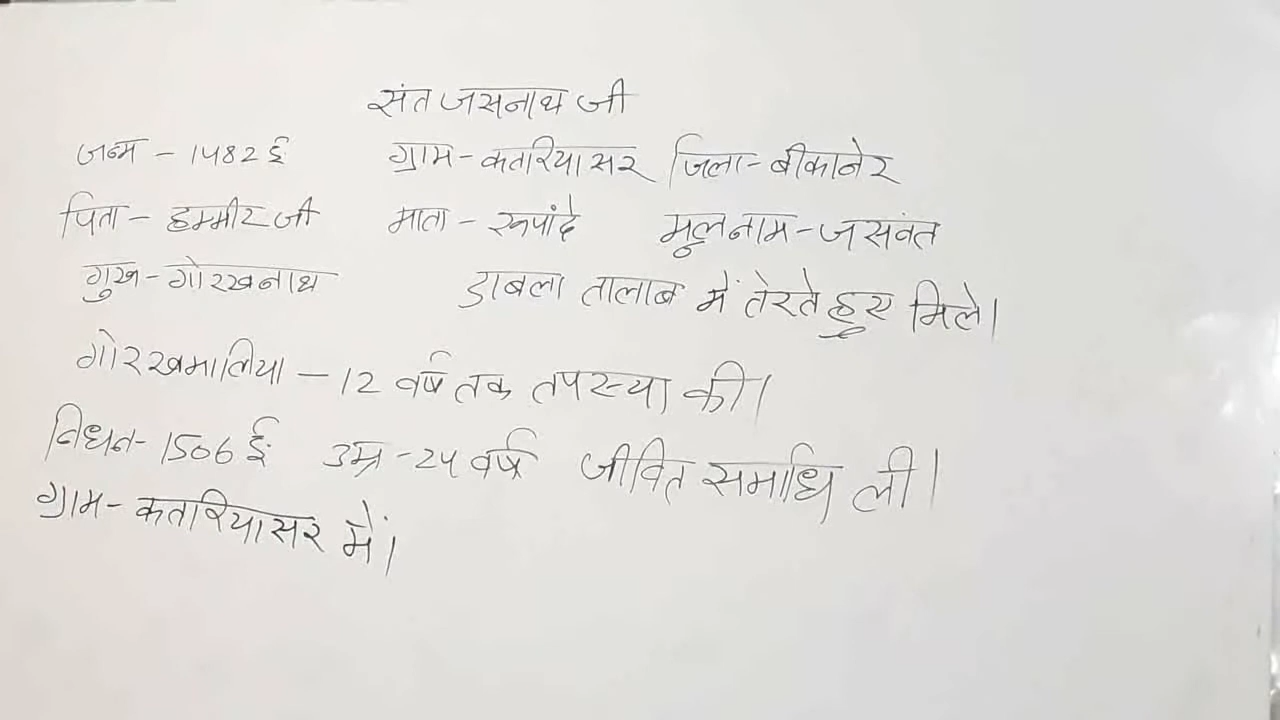 संत जसनाथ जी
जन्म - 1482 ई ग्राम - कतरियासर जिला - बीकानेर
पिता - हम्मीर जी माता - रूपांदे मूलनाम - जसवंत
गुरू - गोरखनाथ डाबला तालाब में तेरते हुए मिले।
गोरखमालिया - 12 वर्ष तक तपस्या की।
निधन - 1506 ई. उम्र - 24 वर्ष जीवित समाधि ली।
ग्राम - कतारियासर में।